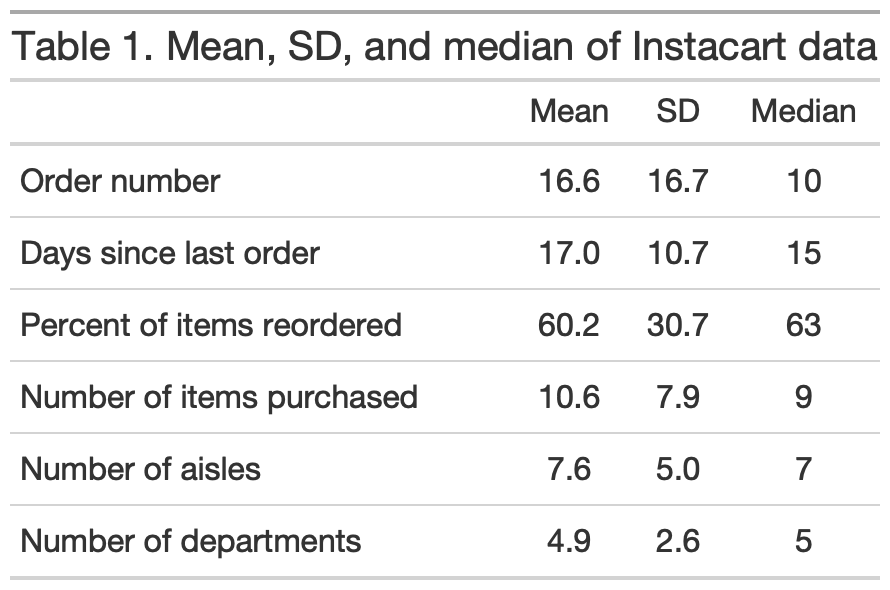 Table 1. Mean, SD, and median of Instacart data
Mean SD Median
Order number 16.6 16.7 10
Days since last order 17.0 10.7 15
Percent of items reordered 60.2 30.7 63
Number of items purchased 10.6 7.9 9
Number of aisles 7.6 5.0 7
Number of departments 4.9 2.6 5